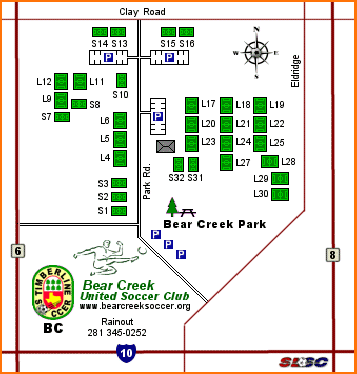 Clay Road
S14 S13
S15 S16
P
P
N
W
E
S
Eldridge
L12
L11
S10
L9
S8
S7
L6
P
L5
L4
L17
L18
L19
L20
L21
L22
L23
L24
L25
L27
L28
S32 S31
L29
L30
Park Rd.
S3
S2
S1
Bear Creek Park
P
P
P
6
8
TIMBERLINE
SOCCER
BC
Bear Creek
United Soccer Club
www.bearcreeksoccer.org
Rainout
281 345-0252
10